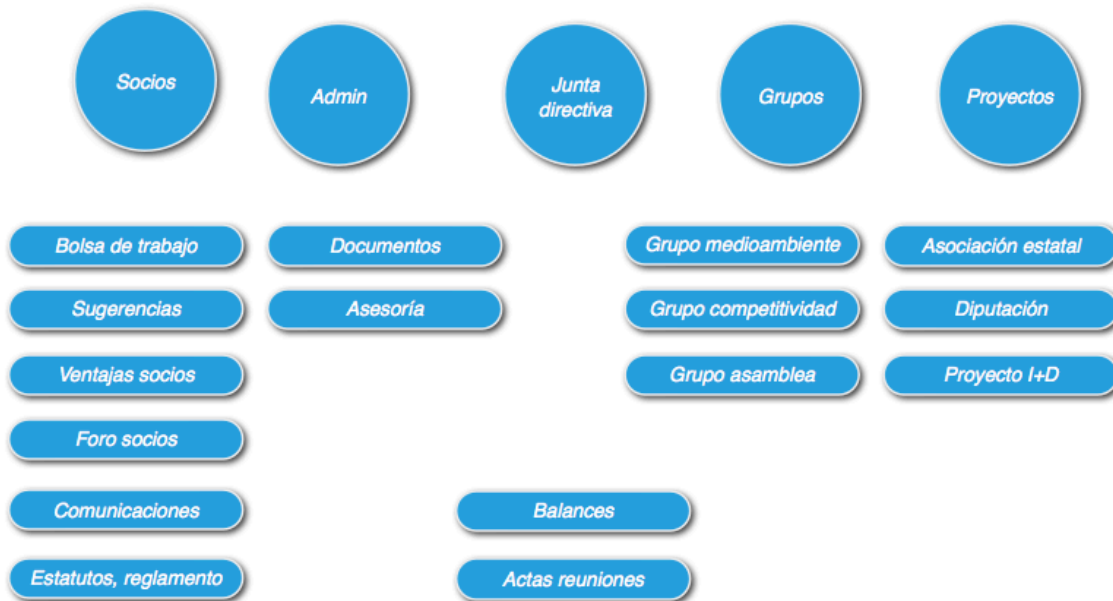 Socios
Admin
Junta
directiva
Grupos
Proyectos
Bolsa de trabajo
Documentos
Grupo medioambiente
Asociación estatal
Sugerencias
Asesoría
Grupo competitividad
Diputación
Ventajas socios
Grupo asamblea
Proyecto I+D
Foro socios
Comunicaciones
Balances
Estatutos, reglamento
Actas reuniones